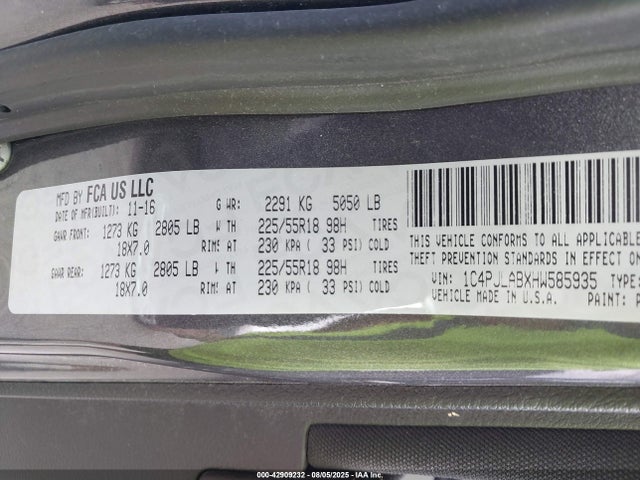 MFD BY FCA US LLC
DATE OF MFR(BUILT): 11-16
G WR: 2291 KG 5050 LB
GAWR FRONT: 1273 KG 2805 LB W TH 225/55R18 98H TIRES
18X7.0 RIMS AT 230 KPA ( 33 PSI) COLD
GAWR REAR: 1273 KG 2805 LB W TH 225/55R18 98H TIRES
18X7.0 RIMS AT 230 KPA ( 33 PSI) COLD
THIS VEHICLE CONFORMS TO ALL APPLICABLE
THEFT PREVENTION STANDARDS IN EFFECT ON
VIN: 1C4PJLABXHW585935 TYPE:
VEHICLE MADE IN U.S.A. PAINT:
000-42909232 - 08/05/2025 - IAA Inc.